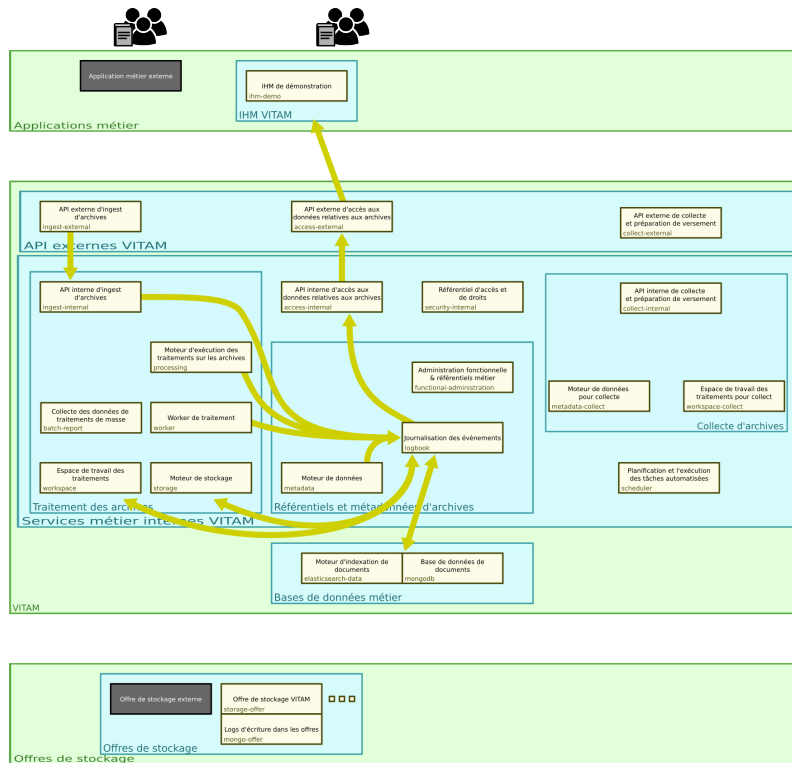 Application métier externe
IHM de démonstration
ihm-demo
IHM VITAM
Applications métier
API externe d'ingest
d'archives
ingest-external
API externe d'accès aux
données relatives aux archives
access-external
API externe de collecte
et préparation de versement
collect-external
API externes VITAM
API interne d'ingest
d'archives
ingest-internal
API interne d'accès aux
données relatives aux archives
access-internal
Référentiel d'accès et
de droits
security-internal
API interne de collecte
et préparation de versement
collect-internal
Moteur d'exécution des
traitements sur les archives
processing
Administration fonctionnelle
& référentiels métier
functional-administration
Moteur de données
pour collecte
metadata-collect
Espace de travail des
traitements pour collect
workspace-collect
Collecte des données de
traitements de masse
batch-report
Worker de traitement
worker
Journalisation des évènements
logbook
Collecte d'archives
Espace de travail des
traitements
workspace
Moteur de stockage
storage
Moteur de données
metadata
Planification et l'exécution
des tâches automatisées
scheduler
Traitement des archives
Référentiels et métadonnées d'archives
Services métier internes VITAM
Moteur d'indexation de
documents
elasticsearch-data
Base de données de
documents
mongodb
Bases de données métier
VITAM
Offre de stockage externe
Offre de stockage VITAM
storage-offer
Logs d'écriture dans les offres
mongo-offer
Offres de stockage
Offres de stockage